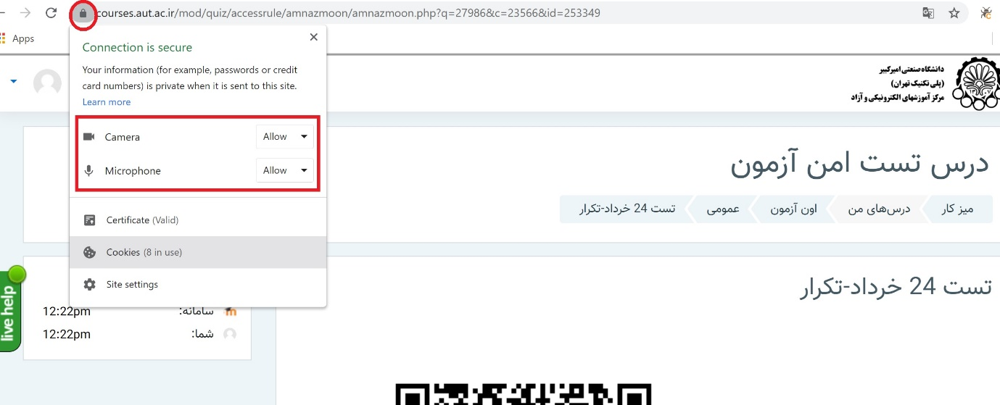 courses.aut.ac.ir/mod/quiz/accessrule/amnazmoon/amnazmoon.php?q=27986&c=23566&id=253349
Apps
Connection is secure
Your information (for example, passwords or credit
card numbers) is private when it is sent to this site.
Learn more
Camera Allow
Microphone Allow
Certificate (Valid)
Cookies (8 in use)
Site settings
دانشگاه صنعتی امیرکبیر
(پلی تکنیک تهران)
مرکز آموزشهای الکترونیکی و آزاد
۱۳۰۷
درس تست امن آزمون
میز کار
درس‌های من
اون آزمون
عمومی
تست 24 خرداد-تکرار
تست 24 خرداد-تکرار
سامانه: 12:22pm
شما: 12:22pm
live help